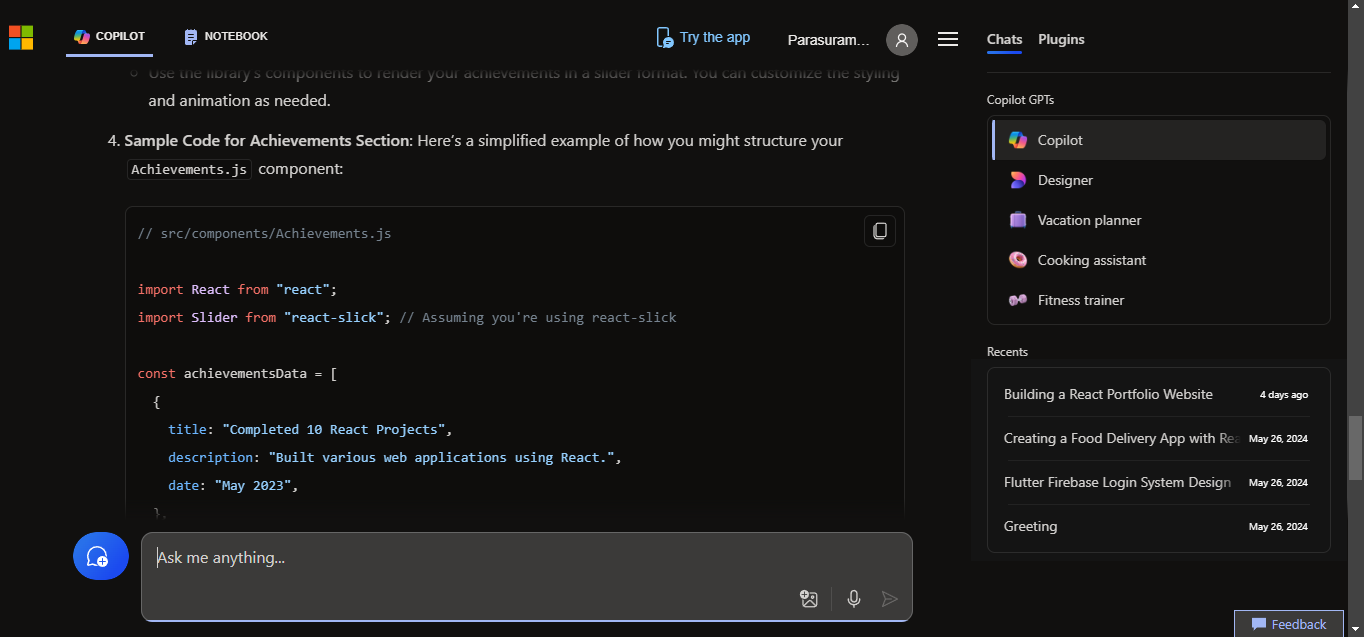 COPILOT
NOTEBOOK
Try the app
Parasuram...
Chats
Plugins
Use the library's components to render your achievements in a slider format. You can customize the styling
and animation as needed.
4. Sample Code for Achievements Section: Here's a simplified example of how you might structure your
Achievements.js component:
// src/components/Achievements.js
import React from "react";
import Slider from "react-slick"; // Assuming you're using react-slick
const achievementsData = [
{
title: "Completed 10 React Projects",
description: "Built various web applications using React.",
date: "May 2023",
},
Ask me anything...
Copilot GPTs
Copilot
Designer
Vacation planner
Cooking assistant
Fitness trainer
Recents
Building a React Portfolio Website 4 days ago
Creating a Food Delivery App with Rea May 26, 2024
Flutter Firebase Login System Design May 26, 2024
Greeting May 26, 2024
Feedback